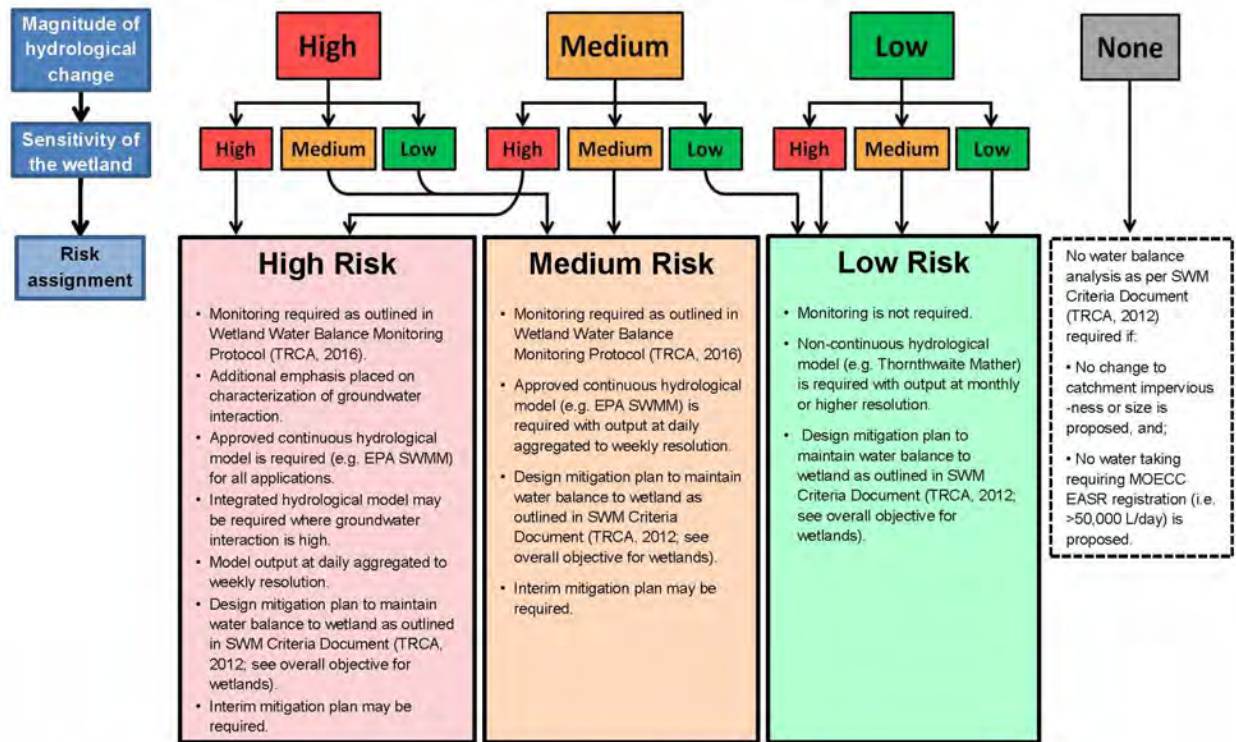 Magnitude of
hydrological
change
High
Medium
Low
None
Sensitivity of
the wetland
High
Medium
Low
High
Medium
Low
High
Medium
Low
Risk
assignment
High Risk
• Monitoring required as outlined in
Wetland Water Balance Monitoring
Protocol (TRCA, 2016).
• Additional emphasis placed on
characterization of groundwater
interaction.
• Approved continuous hydrological
model is required (e.g. EPA SWMM)
for all applications.
• Integrated hydrological model may
be required where groundwater
interaction is high.
• Model output at daily aggregated to
weekly resolution.
• Design mitigation plan to maintain
water balance to wetland as outlined
in SWM Criteria Document (TRCA,
2012; see overall objective for
wetlands).
• Interim mitigation plan may be
required.
Medium Risk
• Monitoring required as outlined in
Wetland Water Balance
Monitoring Protocol (TRCA, 2016)
• Approved continuous hydrological
model (e.g. EPA SWMM) is
required with output at daily
aggregated to weekly resolution.
• Design mitigation plan to maintain
water balance to wetland as
outlined in SWM Criteria
Document (TRCA, 2012; see
overall objective for wetlands).
• Interim mitigation plan may be
required.
Low Risk
• Monitoring is not required.
• Non-continuous hydrological
model (e.g. Thornthwaite Mather)
is required with output at monthly
or higher resolution.
• Design mitigation plan to
maintain water balance to
wetland as outlined in SWM
Criteria Document (TRCA, 2012;
see overall objective for
wetlands).
No water balance
analysis as per SWM
Criteria Document
(TRCA, 2012)
required if:
• No change to
catchment impervious
-ness or size is
proposed, and;
• No water taking
requiring MOECC
EASR registration (i.e.
>50,000 L/day) is
proposed.